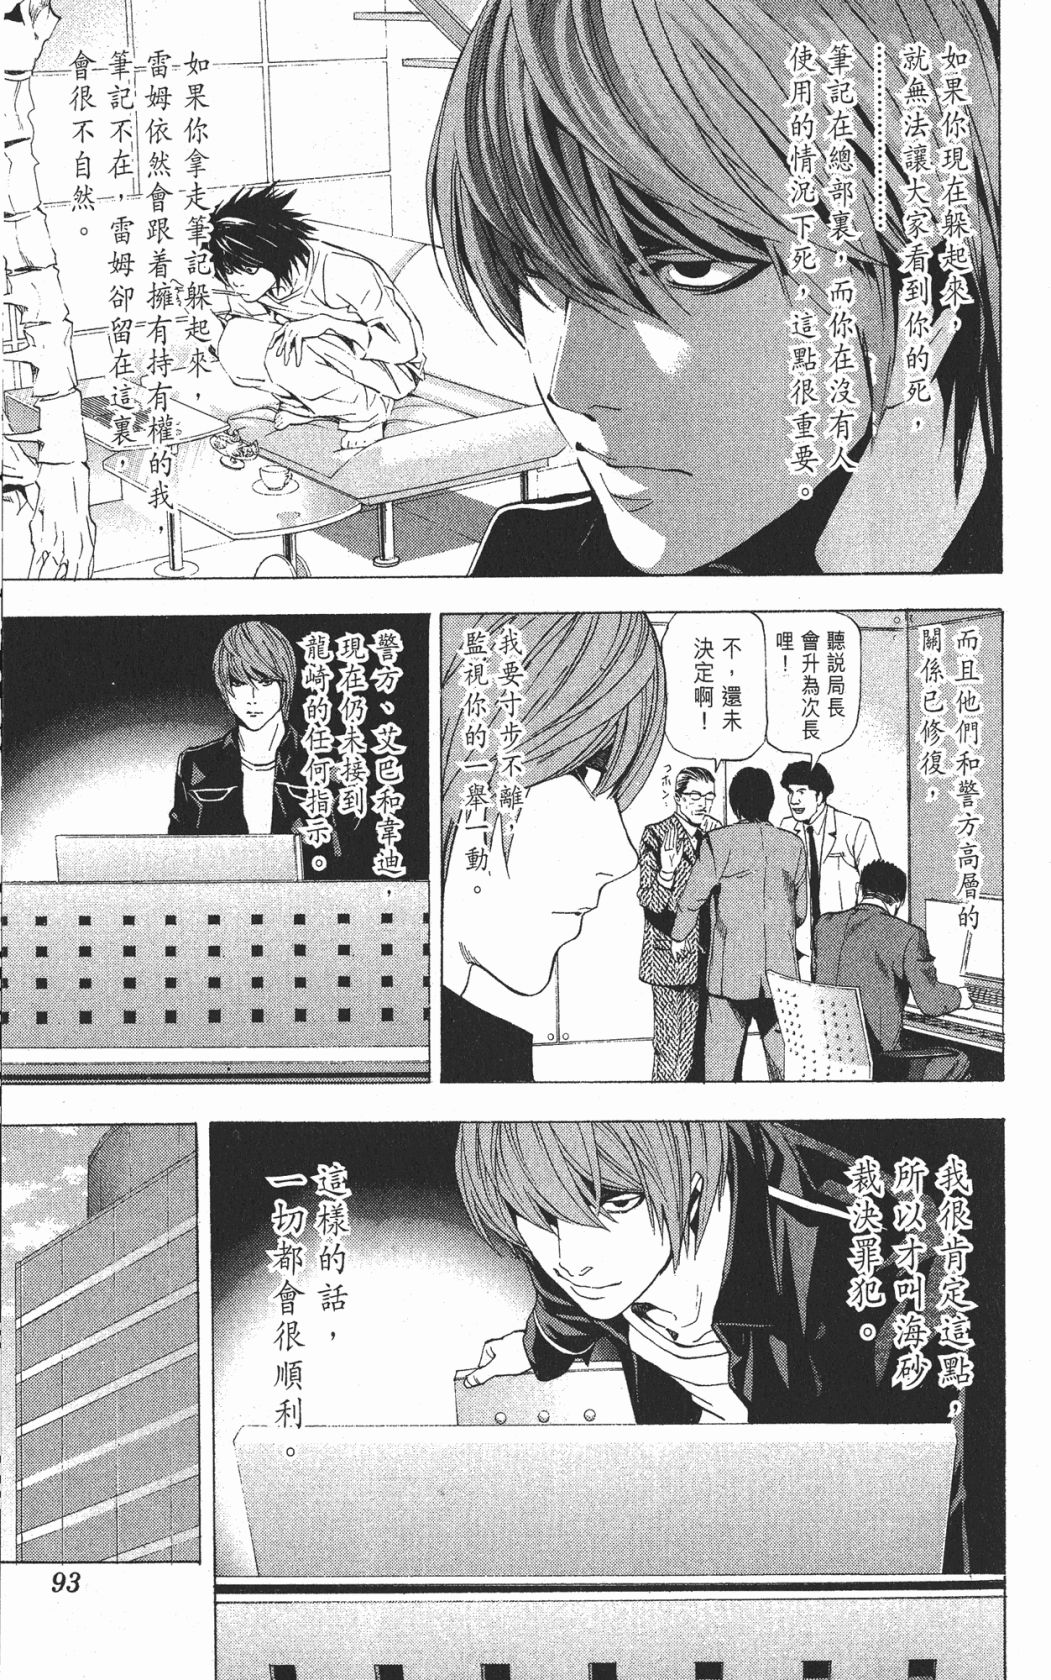 如果你現在躲起來，
就無法讓大家看到你的死，
…………………
筆記在總部裏，而你在沒有人
使用的情況下死，這點很重要。
如果你拿走筆記躲起來，
雷姆依然會跟着擁有持有權的我，
筆記不在，雷姆卻留在這裏，
會很不自然。
而且他們和警方高層的
關係已修復，
聽說局長
會升為次長
哩！
不，還未
決定啊！
コホン
我要寸步不離，
監視你的一舉一動。
警方、艾巴和韋迪，
現在仍未接到
龍崎的任何指示。
我很肯定這點，
所以才叫海砂
裁決罪犯。
這樣的話，
一切都會很順利。
93